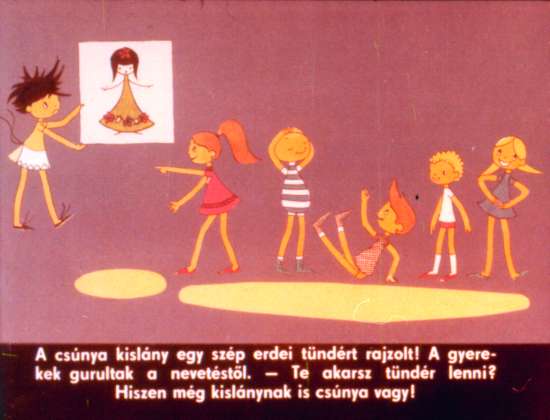 A csúnya kislány egy szép erdei tündért rajzolt! A gyere-
kek gurultak a nevetéstől. — Te akarsz tündér lenni?
Hiszen még kislánynak is csúnya vagy!